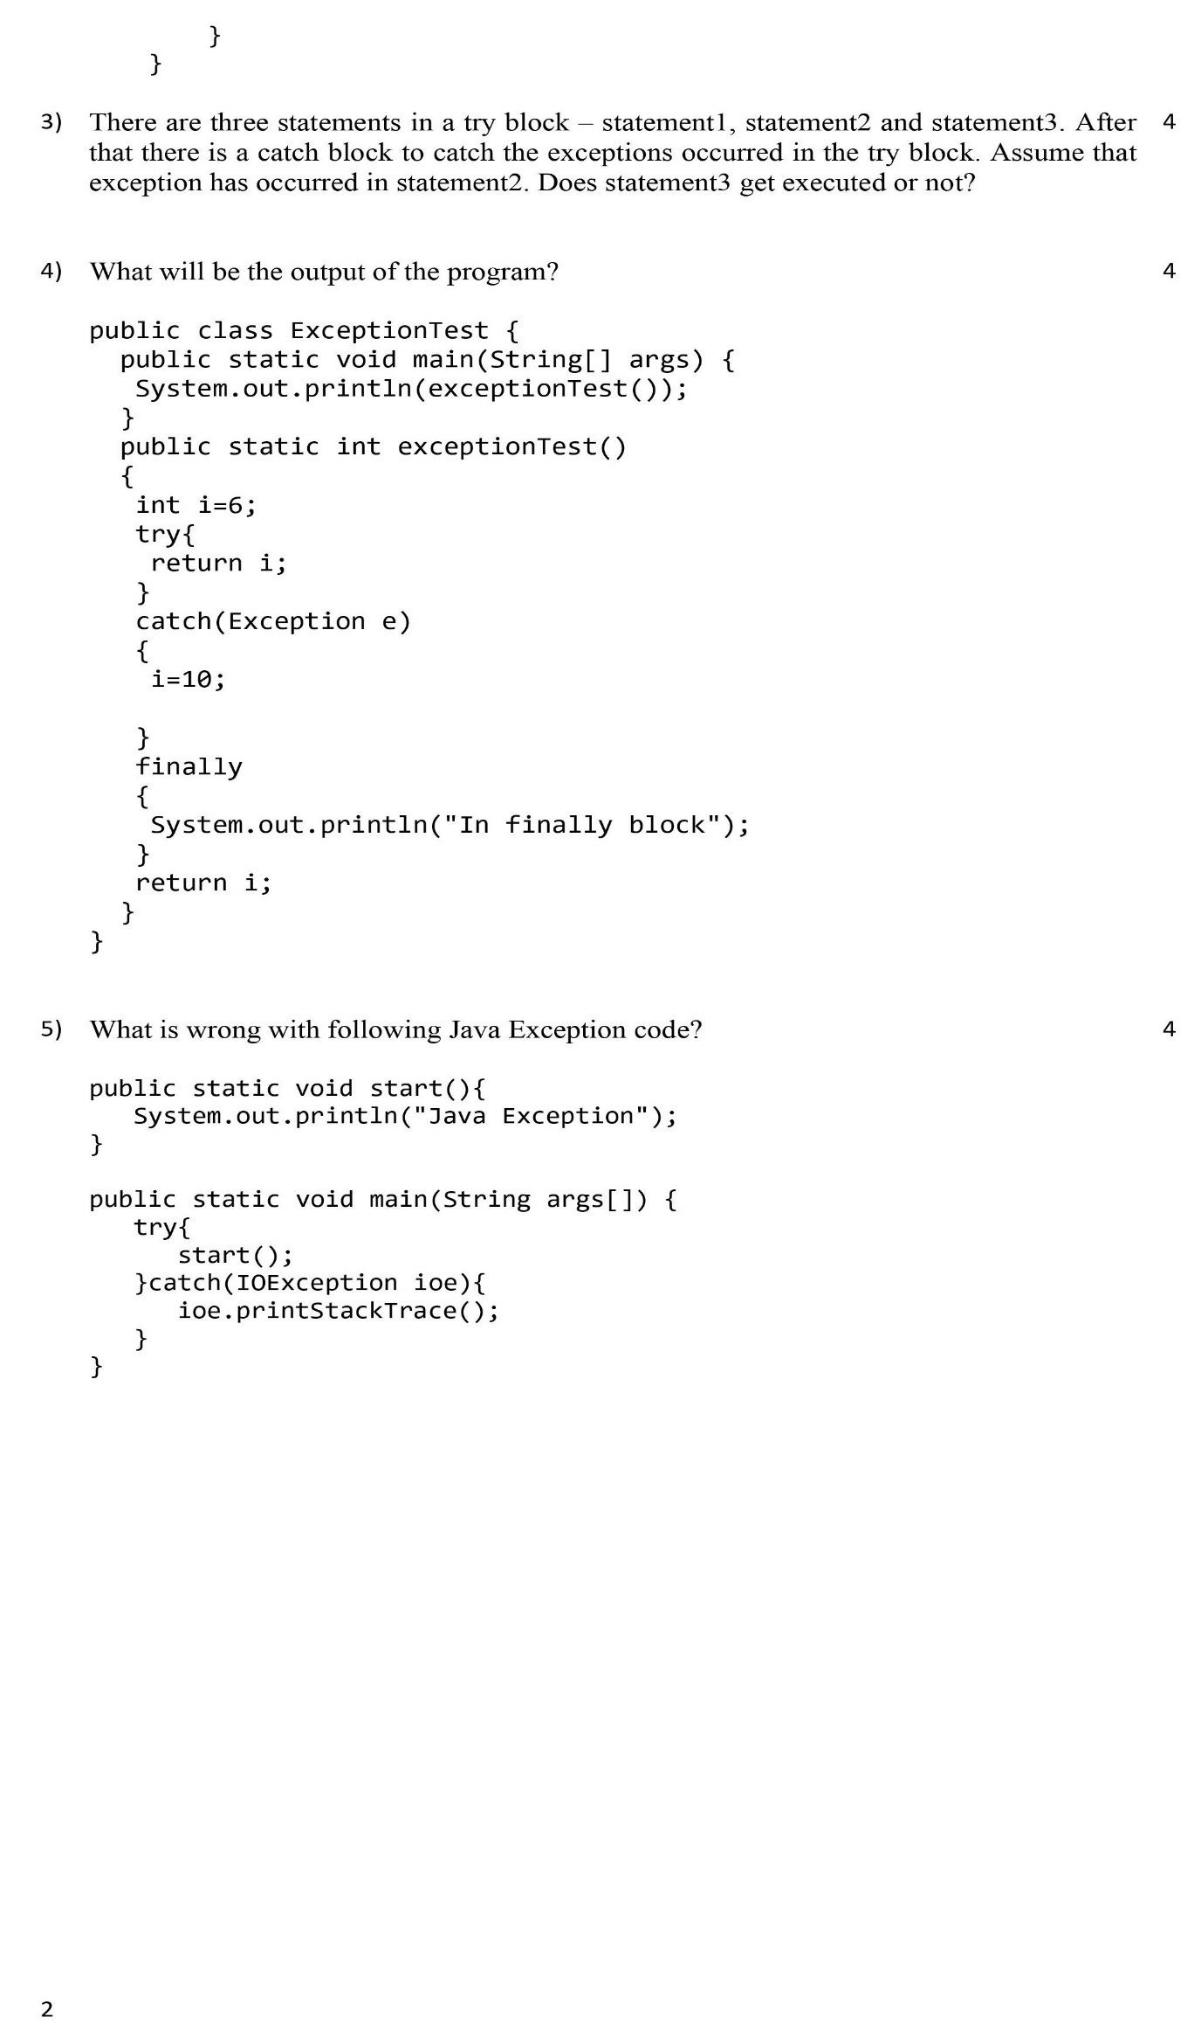 }
}
3) There are three statements in a try block – statement1, statement2 and statement3. After 4
that there is a catch block to catch the exceptions occurred in the try block. Assume that
exception has occurred in statement2. Does statement3 get executed or not?
4) What will be the output of the program? 4
public class ExceptionTest {
public static void main(String[] args) {
System.out.println(exceptionTest());
}
public static int exceptionTest()
{
int i=6;
try{
return i;
}
catch(Exception e)
{
i=10;
}
finally
{
System.out.println("In finally block");
}
return i;
}
}
5) What is wrong with following Java Exception code? 4
public static void start(){
System.out.println("Java Exception");
}
public static void main(String args[]) {
try{
start();
}catch(IOException ioe){
ioe.printStackTrace();
}
}
2